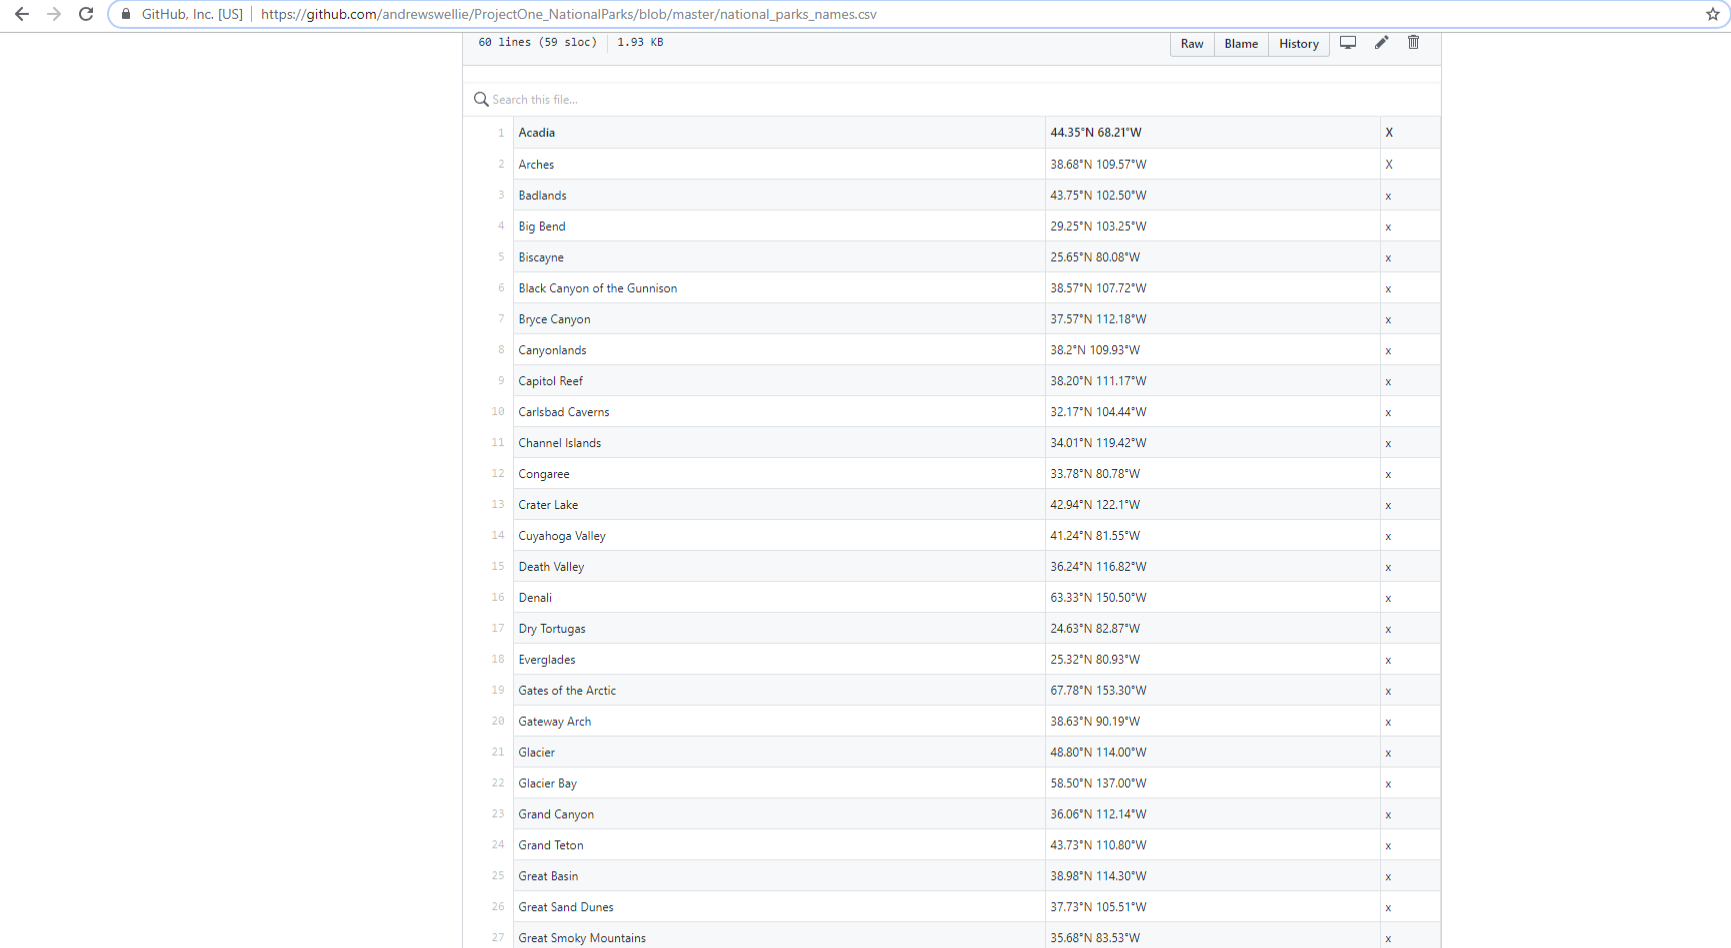 GitHub, Inc. [US] https://github.com/andrewswellie/ProjectOne_NationalParks/blob/master/national_parks_names.csv
60 lines (59 sloc) 1.93 KB Raw Blame History
Search this file...
1 Acadia 44.35°N 68.21°W X
2 Arches 38.68°N 109.57°W X
3 Badlands 43.75°N 102.50°W x
4 Big Bend 29.25°N 103.25°W x
5 Biscayne 25.65°N 80.08°W x
6 Black Canyon of the Gunnison 38.57°N 107.72°W x
7 Bryce Canyon 37.57°N 112.18°W x
8 Canyonlands 38.2°N 109.93°W x
9 Capitol Reef 38.20°N 111.17°W x
10 Carlsbad Caverns 32.17°N 104.44°W x
11 Channel Islands 34.01°N 119.42°W x
12 Congaree 33.78°N 80.78°W x
13 Crater Lake 42.94°N 122.1°W x
14 Cuyahoga Valley 41.24°N 81.55°W x
15 Death Valley 36.24°N 116.82°W x
16 Denali 63.33°N 150.50°W x
17 Dry Tortugas 24.63°N 82.87°W x
18 Everglades 25.32°N 80.93°W x
19 Gates of the Arctic 67.78°N 153.30°W x
20 Gateway Arch 38.63°N 90.19°W x
21 Glacier 48.80°N 114.00°W x
22 Glacier Bay 58.50°N 137.00°W x
23 Grand Canyon 36.06°N 112.14°W x
24 Grand Teton 43.73°N 110.80°W x
25 Great Basin 38.98°N 114.30°W x
26 Great Sand Dunes 37.73°N 105.51°W x
27 Great Smoky Mountains 35.68°N 83.53°W x